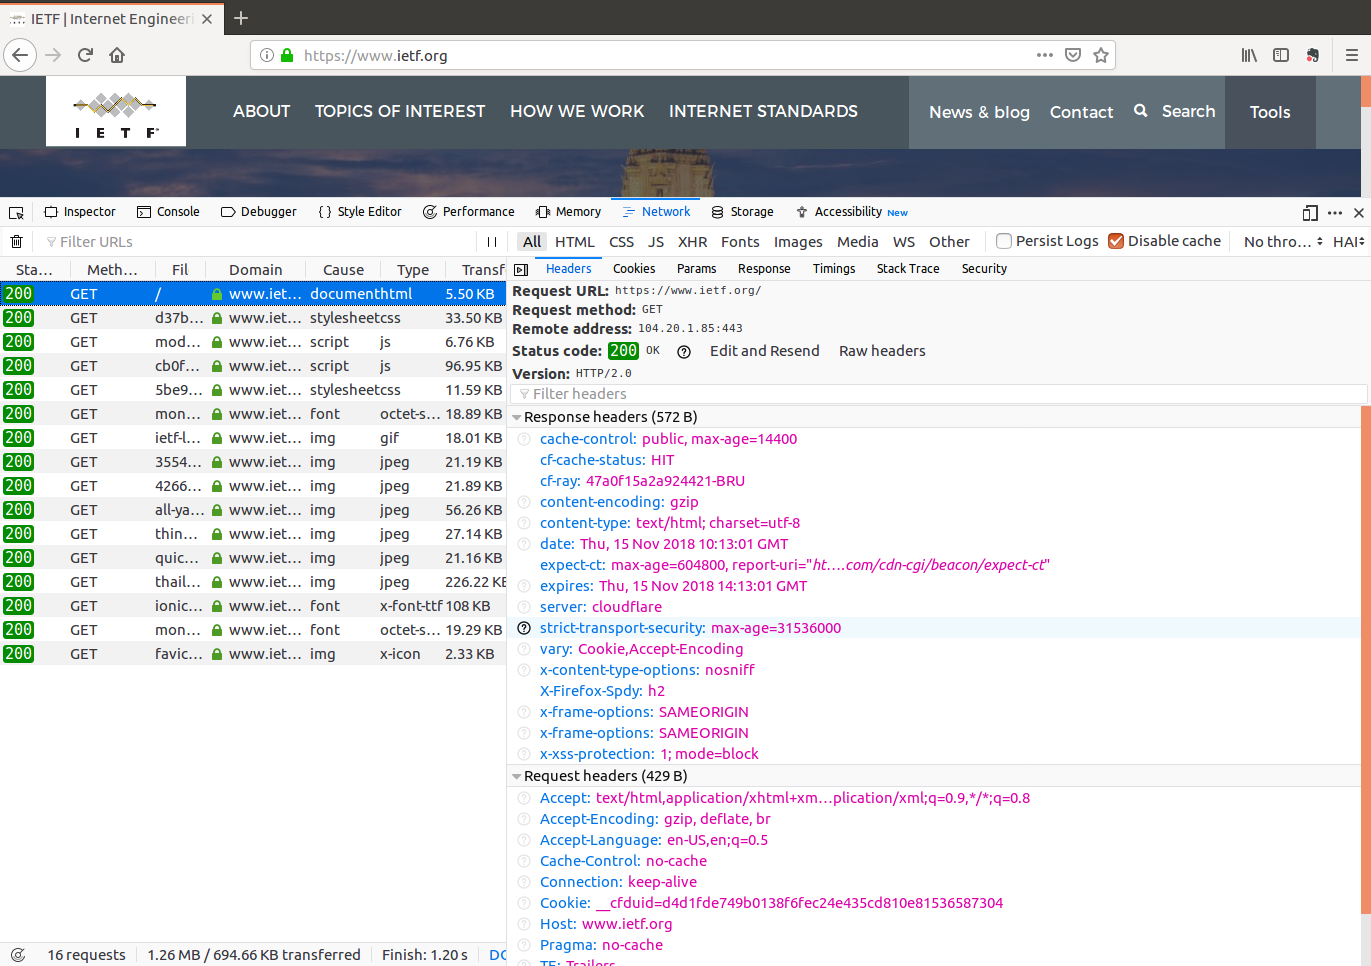 IETF | Internet Engineeri
https://www.ietf.org
I E T F
ABOUT TOPICS OF INTEREST HOW WE WORK INTERNET STANDARDS News & blog Contact Search Tools
Inspector Console Debugger { } Style Editor Performance Memory Network Storage Accessibility New
Filter URLs All HTML CSS JS XHR Fonts Images Media WS Other Persist Logs Disable cache No thro... HAR
Sta... Meth... Fil Domain Cause Type Transf
Headers Cookies Params Response Timings Stack Trace Security
200 GET / www.iet... document html 5.50 KB
200 GET d37b... www.iet... stylesheet css 33.50 KB
200 GET mod... www.iet... script js 6.76 KB
200 GET cb0f... www.iet... script js 96.95 KB
200 GET 5be9... www.iet... stylesheet css 11.59 KB
200 GET mon... www.iet... font octet-s... 18.89 KB
200 GET ietf-l... www.iet... img gif 18.01 KB
200 GET 3554... www.iet... img jpeg 21.19 KB
200 GET 4266... www.iet... img jpeg 21.89 KB
200 GET all-ya... www.iet... img jpeg 56.26 KB
200 GET thin... www.iet... img jpeg 27.14 KB
200 GET quic... www.iet... img jpeg 21.16 KB
200 GET thail... www.iet... img jpeg 226.22 KB
200 GET ionic... www.iet... font x-font-ttf 108 KB
200 GET mon... www.iet... font octet-s... 19.29 KB
200 GET favic... www.iet... img x-icon 2.33 KB
16 requests 1.26 MB / 694.66 KB transferred Finish: 1.20 s
Request URL: https://www.ietf.org/
Request method: GET
Remote address: 104.20.1.85:443
Status code: 200 OK Edit and Resend Raw headers
Version: HTTP/2.0
Filter headers
Response headers (572 B)
cache-control: public, max-age=14400
cf-cache-status: HIT
cf-ray: 47a0f15a2a924421-BRU
content-encoding: gzip
content-type: text/html; charset=utf-8
date: Thu, 15 Nov 2018 10:13:01 GMT
expect-ct: max-age=604800, report-uri="ht….com/cdn-cgi/beacon/expect-ct"
expires: Thu, 15 Nov 2018 14:13:01 GMT
server: cloudflare
strict-transport-security: max-age=31536000
vary: Cookie,Accept-Encoding
x-content-type-options: nosniff
X-Firefox-Spdy: h2
x-frame-options: SAMEORIGIN
x-frame-options: SAMEORIGIN
x-xss-protection: 1; mode=block
Request headers (429 B)
Accept: text/html,application/xhtml+xm…plication/xml;q=0.9,*/*;q=0.8
Accept-Encoding: gzip, deflate, br
Accept-Language: en-US,en;q=0.5
Cache-Control: no-cache
Connection: keep-alive
Cookie: __cfduid=d4d1fde749b0138f6fec24e435cd810e81536587304
Host: www.ietf.org
Pragma: no-cache
TE: Trailers